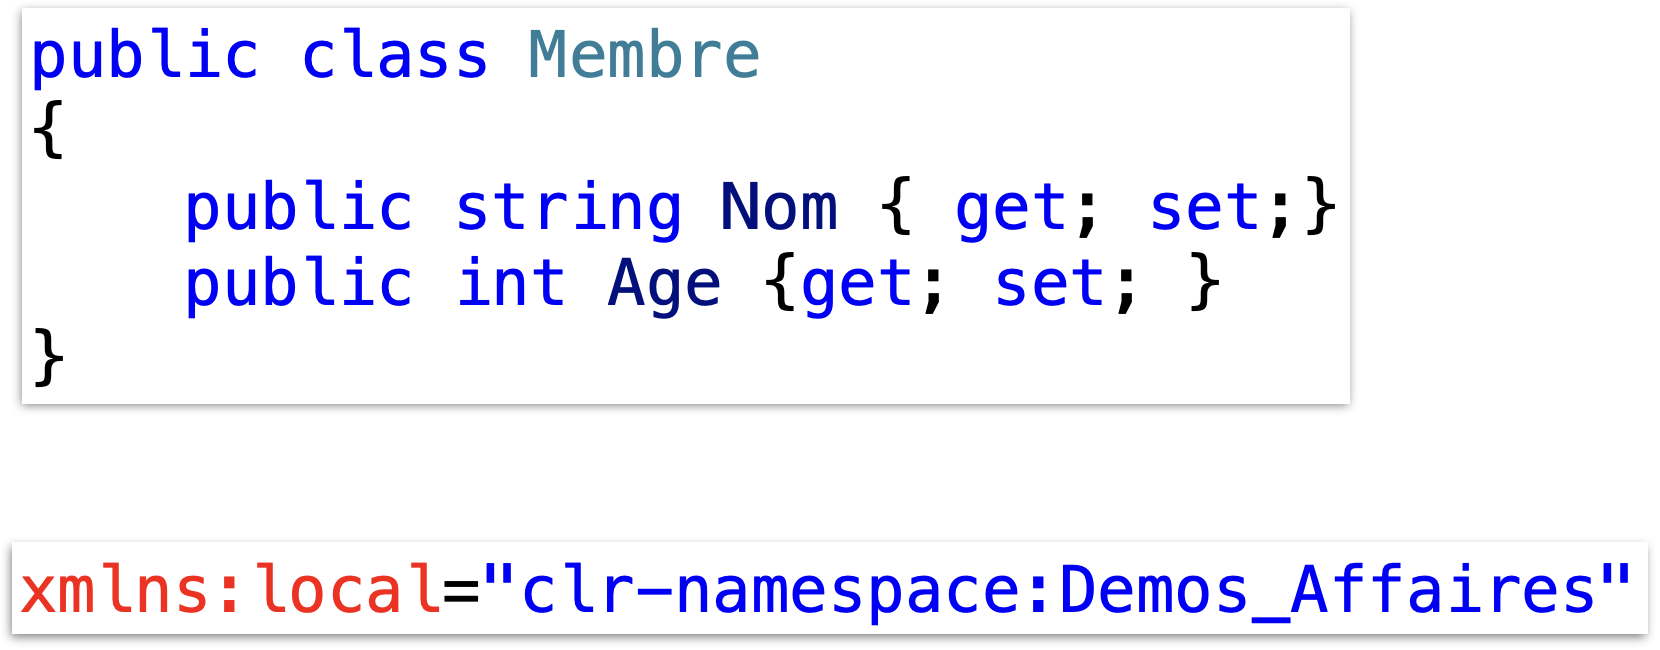 public class Membre
{
    public string Nom { get; set;}
    public int Age {get; set; }
}
xmlns:local="clr-namespace:Demos_Affaires"